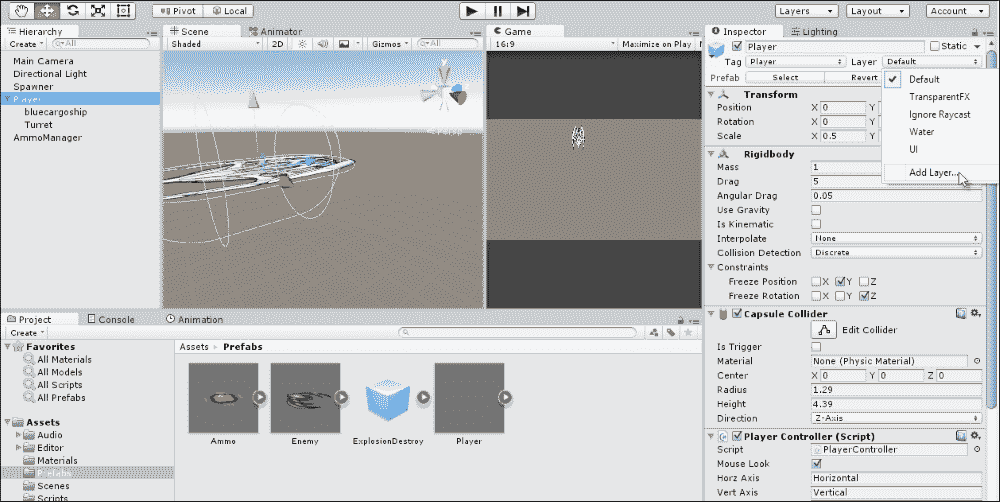 Pivot Local Layers Layout Account
Hierarchy
Create All
Main Camera
Directional Light
Spawner
Player
bluecargoship
Turret
AmmoManager
Scene Animator
Shaded 2D Gizmos All
y
Persp
Game
16:9 Maximize on Play
Inspector Lighting
Player Static
Tag Player Layer Default
Prefab Select Revert
Default
TransparentFX
Ignore Raycast
Water
UI
Add Layer...
Transform
Position X 0 Y
Rotation X 0 Y
Scale X 0.5 Y
Rigidbody
Mass 1
Drag 5
Angular Drag 0.05
Use Gravity
Is Kinematic
Interpolate None
Collision Detection Discrete
Constraints
Freeze Position X Y Z
Freeze Rotation X Y Z
Capsule Collider
Edit Collider
Is Trigger
Material None (Physic Material)
Center X 0 Y 0 Z 0
Radius 1.29
Height 4.39
Direction Z-Axis
Player Controller (Script)
Script PlayerController
Mouse Look
Horz Axis Horizontal
Vert Axis Vertical
Project Console Animation
Create
Favorites
All Materials
All Models
All Scripts
All Prefabs
Assets
Audio
Editor
Materials
Prefabs
Scenes
Scripts
Assets Prefabs
Ammo Enemy ExplosionDestroy Player